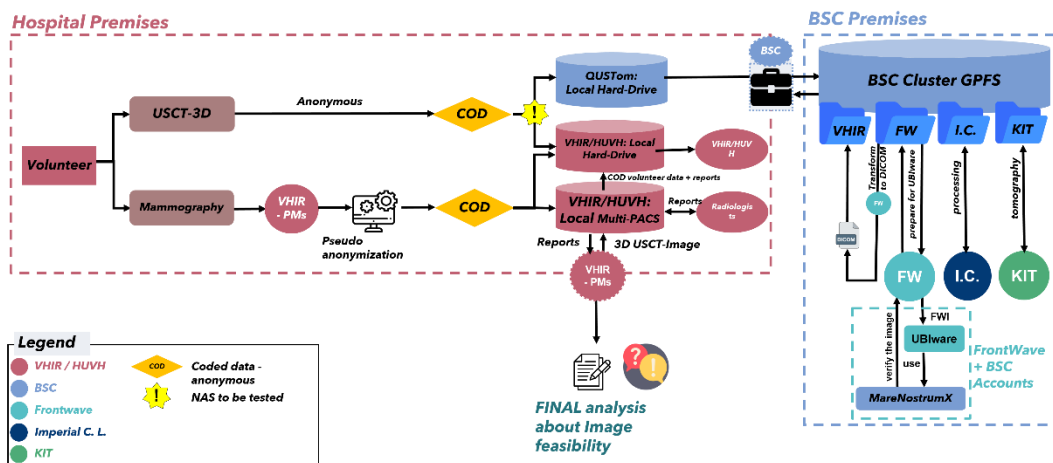 Hospital Premises
BSC Premises
Volunteer
USCT-3D
Anonymous
COD
!
QUSTom:
Local Hard-Drive
BSC
BSC Cluster GPFS
VHIR/HUVH: Local
Hard-Drive
VHIR/HUV
H
COD volunteer data + reports
Mammography
VHIR
- PMs
Pseudo
anonymization
COD
VHIR/HUVH:
Local Multi-PACS
Reports
Radiologis
ts
Reports
3D USCT-Image
VHIR
- PMs
FINAL analysis
about Image
feasibility
VHIR
FW
I.C.
KIT
Transform
to DICOM
FW
DICOM
prepare for UBIware
processing
tomography
FW
I.C.
KIT
verify the image
FWI
UBIware
use
MareNostrumX
FrontWave
+ BSC
Accounts
Legend
VHIR / HUVH
BSC
Frontwave
Imperial C. L.
KIT
COD
Coded data -
anonymous
!
NAS to be tested